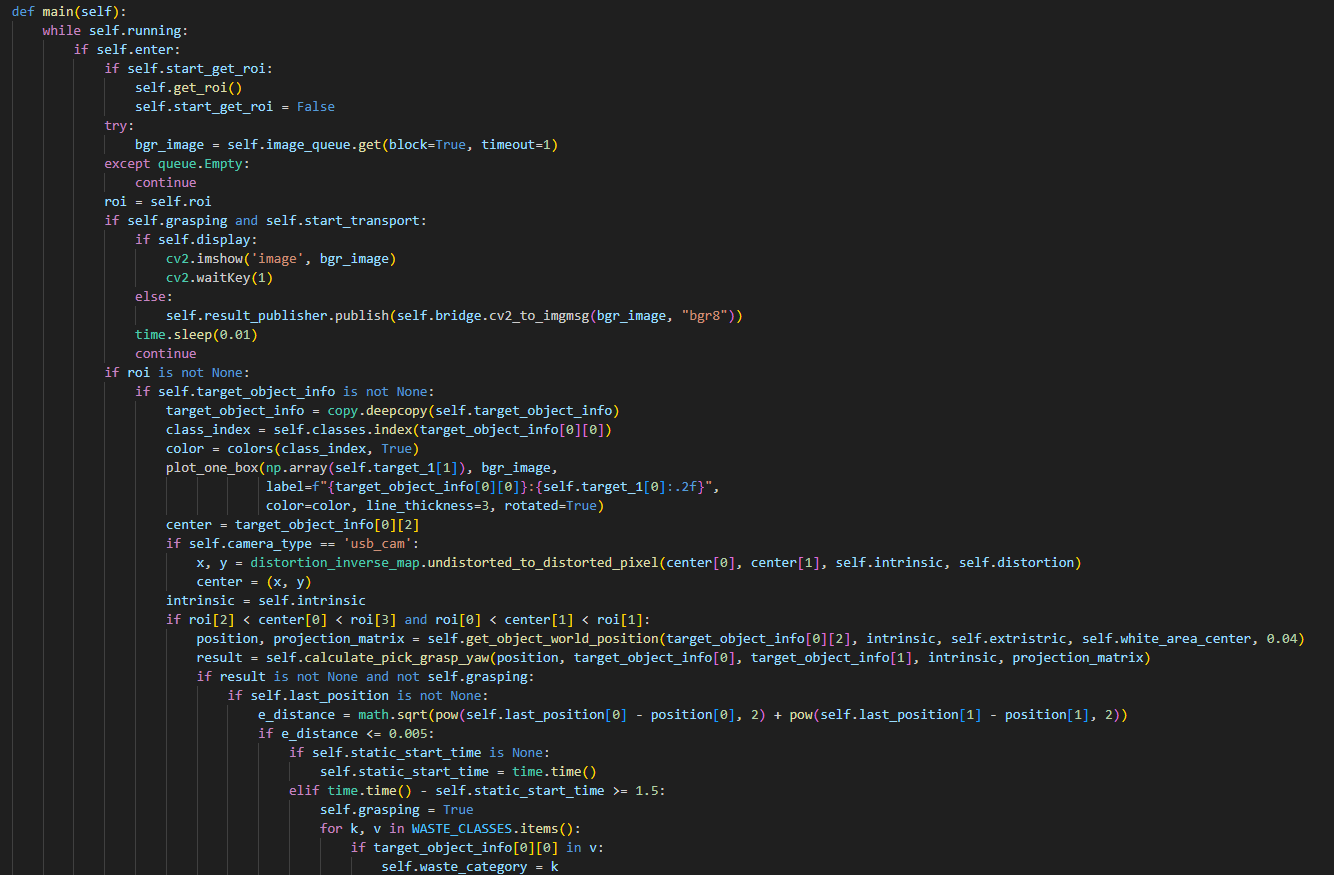 def main(self):
    while self.running:
        if self.enter:
            if self.start_get_roi:
                self.get_roi()
                self.start_get_roi = False
            try:
                bgr_image = self.image_queue.get(block=True, timeout=1)
            except queue.Empty:
                continue
            roi = self.roi
            if self.grasping and self.start_transport:
                if self.display:
                    cv2.imshow('image', bgr_image)
                    cv2.waitKey(1)
                else:
                    self.result_publisher.publish(self.bridge.cv2_to_imgmsg(bgr_image, "bgr8"))
                time.sleep(0.01)
                continue
            if roi is not None:
                if self.target_object_info is not None:
                    target_object_info = copy.deepcopy(self.target_object_info)
                    class_index = self.classes.index(target_object_info[0][0])
                    color = colors(class_index, True)
                    plot_one_box(np.array(self.target_1[1]), bgr_image,
                                 label=f"{target_object_info[0][0]}:{self.target_1[0]:.2f}",
                                 color=color, line_thickness=3, rotated=True)
                    center = target_object_info[0][2]
                    if self.camera_type == 'usb_cam':
                        x, y = distortion_inverse_map.undistorted_to_distorted_pixel(center[0], center[1], self.intrinsic, self.distortion)
                        center = (x, y)
                    intrinsic = self.intrinsic
                    if roi[2] < center[0] < roi[3] and roi[0] < center[1] < roi[1]:
                        position, projection_matrix = self.get_object_world_position(target_object_info[0][2], intrinsic, self.extristric, self.white_area_center, 0.04)
                        result = self.calculate_pick_grasp_yaw(position, target_object_info[0], target_object_info[1], intrinsic, projection_matrix)
                        if result is not None and not self.grasping:
                            if self.last_position is not None:
                                e_distance = math.sqrt(pow(self.last_position[0] - position[0], 2) + pow(self.last_position[1] - position[1], 2))
                                if e_distance <= 0.005:
                                    if self.static_start_time is None:
                                        self.static_start_time = time.time()
                                    elif time.time() - self.static_start_time >= 1.5:
                                        self.grasping = True
                                        for k, v in WASTE_CLASSES.items():
                                            if target_object_info[0][0] in v:
                                                self.waste_category = k